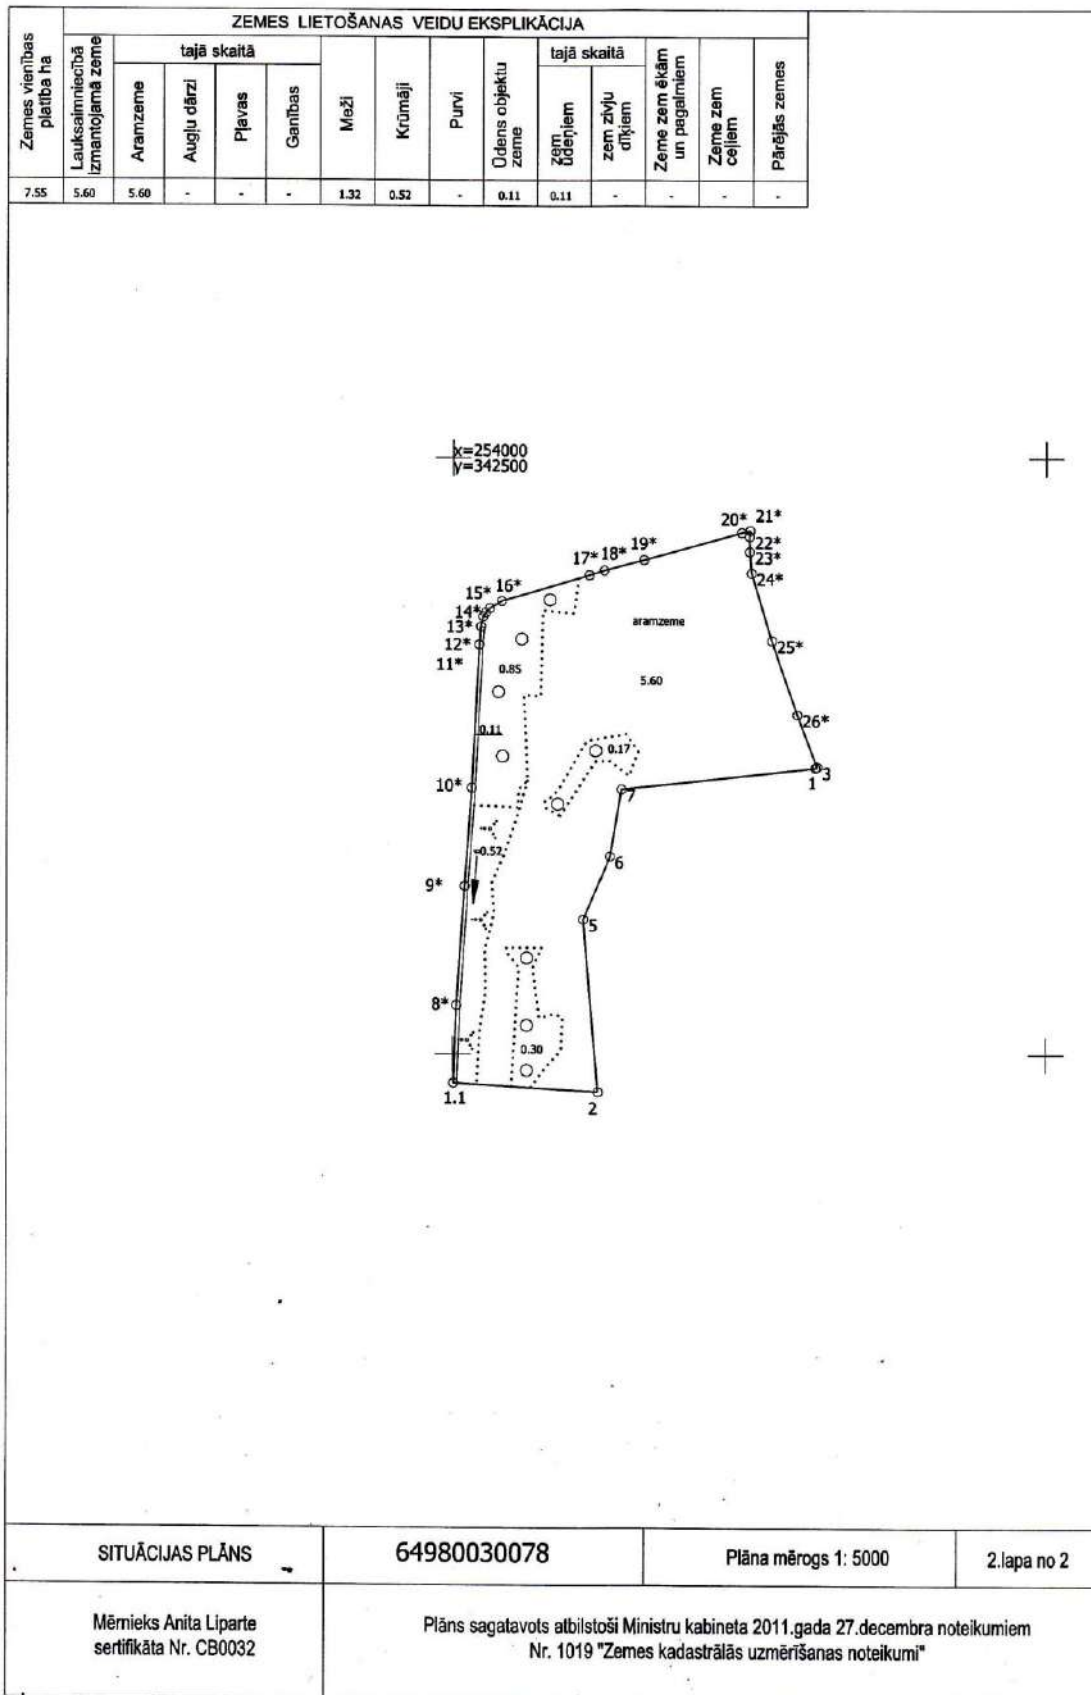 ZEMES LIETOŠANAS VEIDU EKSPLIKĀCIJA
Zemes vienības
platība ha
Lauksaimniecībā
izmantojamā zeme
tajā skaitā
Aramzeme
Augļu dārzi
Pļavas
Ganības
Meži
Krūmāji
Purvi
Ūdens objektu
zeme
tajā skaitā
zem
ūdeņiem
zem zivju
dīķiem
Zeme zem ēkām
un pagalmiem
Zeme zem
ceļiem
Pārējās zemes
7.55 5.60 5.60 - - - 1.32 0.52 - 0.11 0.11 - - - -
x=254000
y=342500
20* 21*
22*
23*
24*
17* 18* 19*
15* 16*
14*
13*
12*
11*
aramzeme
25*
0.85
5.60
26*
0.11
0.17
1 3
10*
7
0.52
6
9*
5
8*
0.30
1.1
2
SITUĀCIJAS PLĀNS
64980030078
Plāna mērogs 1: 5000
2.lapa no 2
Mērnieks Anita Liparte
sertifikāta Nr. CB0032
Plāns sagatavots atbilstoši Ministru kabineta 2011.gada 27.decembra noteikumiem
Nr. 1019 "Zemes kadastrālās uzmērīšanas noteikumi"